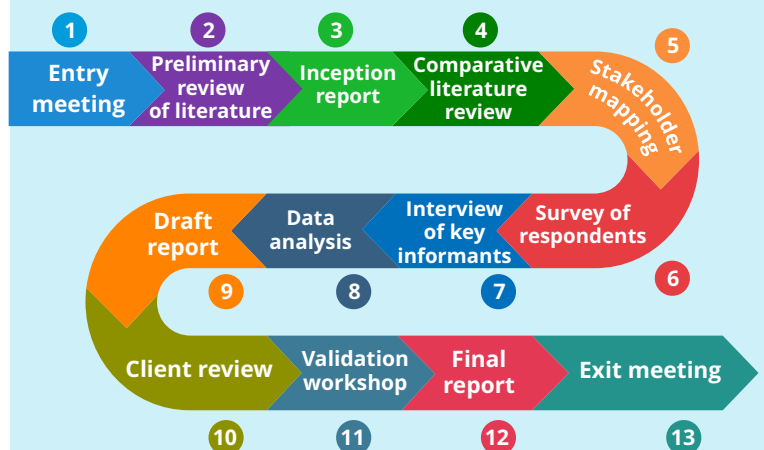 1
Entry
meeting
2
Preliminary
review
of literature
3
Inception
report
4
Comparative
literature
review
5
Stakeholder
mapping
6
Survey of
respondents
7
Interview
of key
informants
8
Data
analysis
9
Draft
report
10
Client review
11
Validation
workshop
12
Final
report
13
Exit meeting